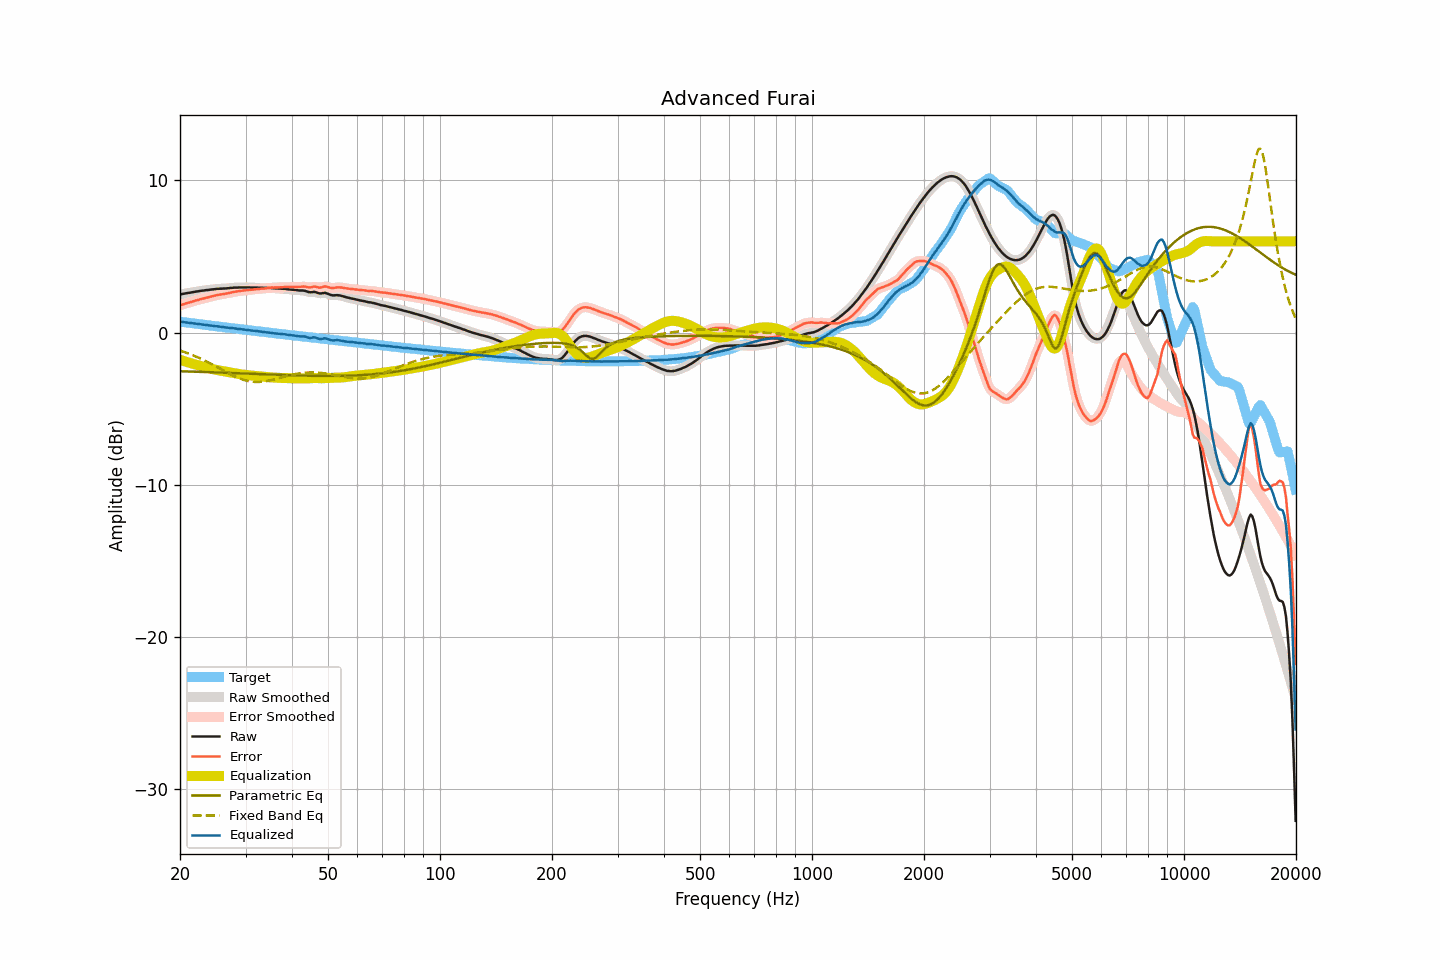 Advanced Furai
Amplitude (dBr)
10
0
−10
−20
−30
Target
Raw Smoothed
Error Smoothed
Raw
Error
Equalization
Parametric Eq
Fixed Band Eq
Equalized
20 50 100 200 500 1000 2000 5000 10000 20000
Frequency (Hz)